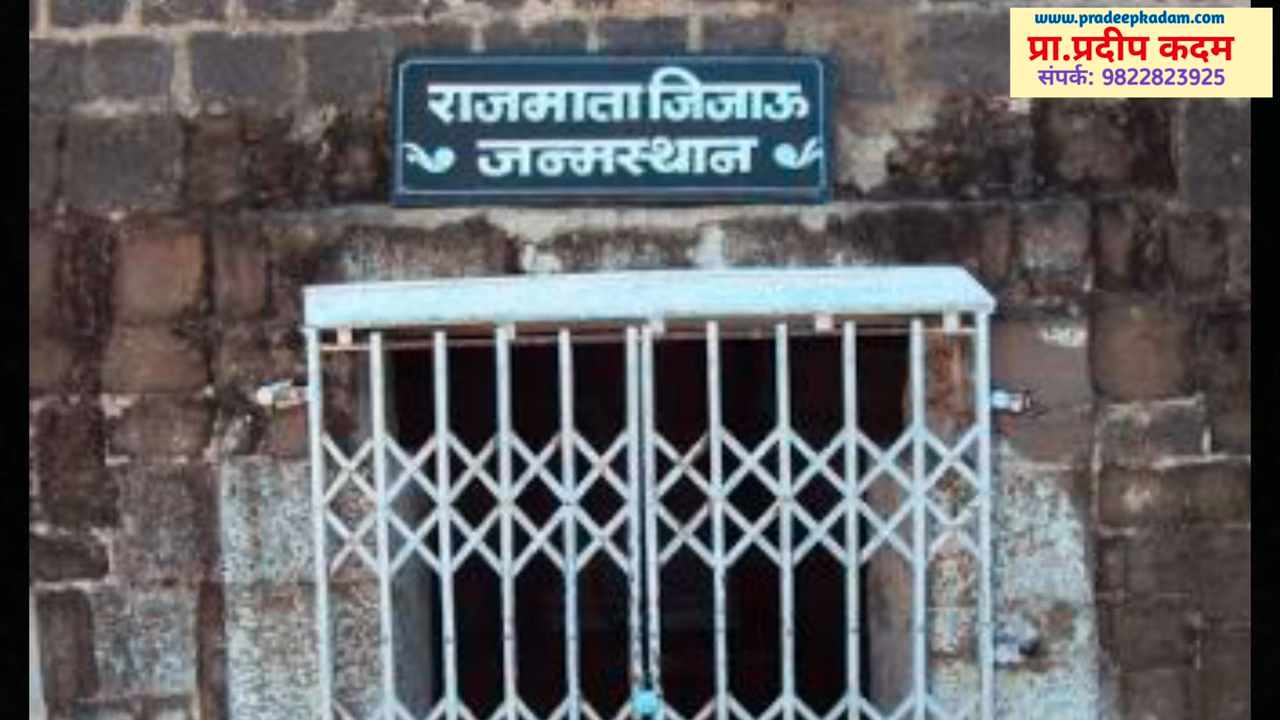 www.pradeepkadam.com
प्रा.प्रदीप कदम
संपर्क: 9822823925
राजमाता जिजाऊ
जन्मस्थान